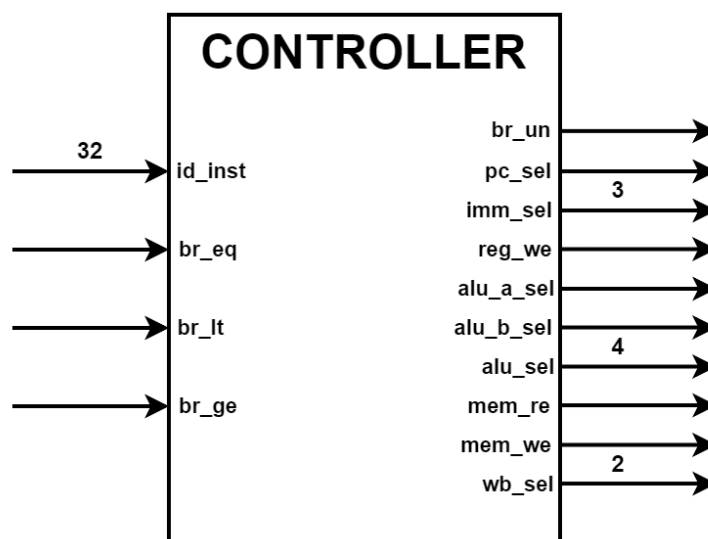 CONTROLLER
32
id_inst
br_eq
br_lt
br_ge
br_un
pc_sel
3
imm_sel
reg_we
alu_a_sel
alu_b_sel
4
alu_sel
mem_re
mem_we
2
wb_sel